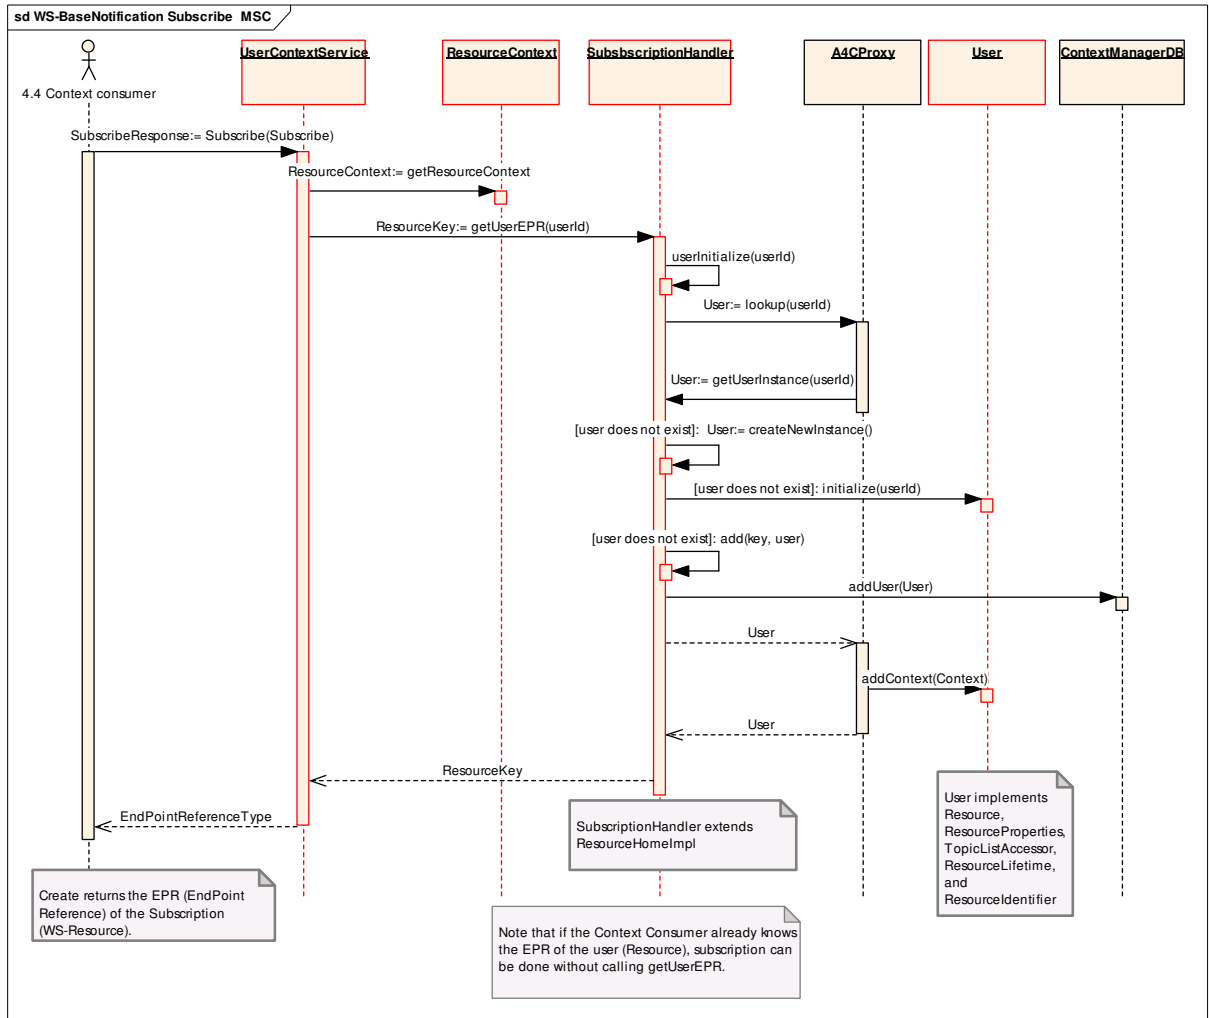 sd WS-BaseNotification Subscribe MSC
UserContextService
ResourceContext
SubsbscriptionHandler
A4CProxy
User
ContextManagerDB
4.4 Context consumer
SubscribeResponse:= Subscribe(Subscribe)
ResourceContext:= getResourceContext
ResourceKey:= getUserEPR(userId)
userInitialize(userId)
User:= lookup(userId)
User:= getUserInstance(userId)
[user does not exist]: User:= createNewInstance()
[user does not exist]: initialize(userId)
[user does not exist]: add(key, user)
addUser(User)
User
addContext(Context)
User
ResourceKey
EndPointReferenceType
User implements
Resource,
ResourceProperties,
TopicListAccessor,
ResourceLifetime,
and
ResourceIdentifier
SubscriptionHandler extends
ResourceHomeImpl
Create returns the EPR (EndPoint
Reference) of the Subscription
(WS-Resource).
Note that if the Context Consumer already knows
the EPR of the user (Resource), subscription can
be done without calling getUserEPR.